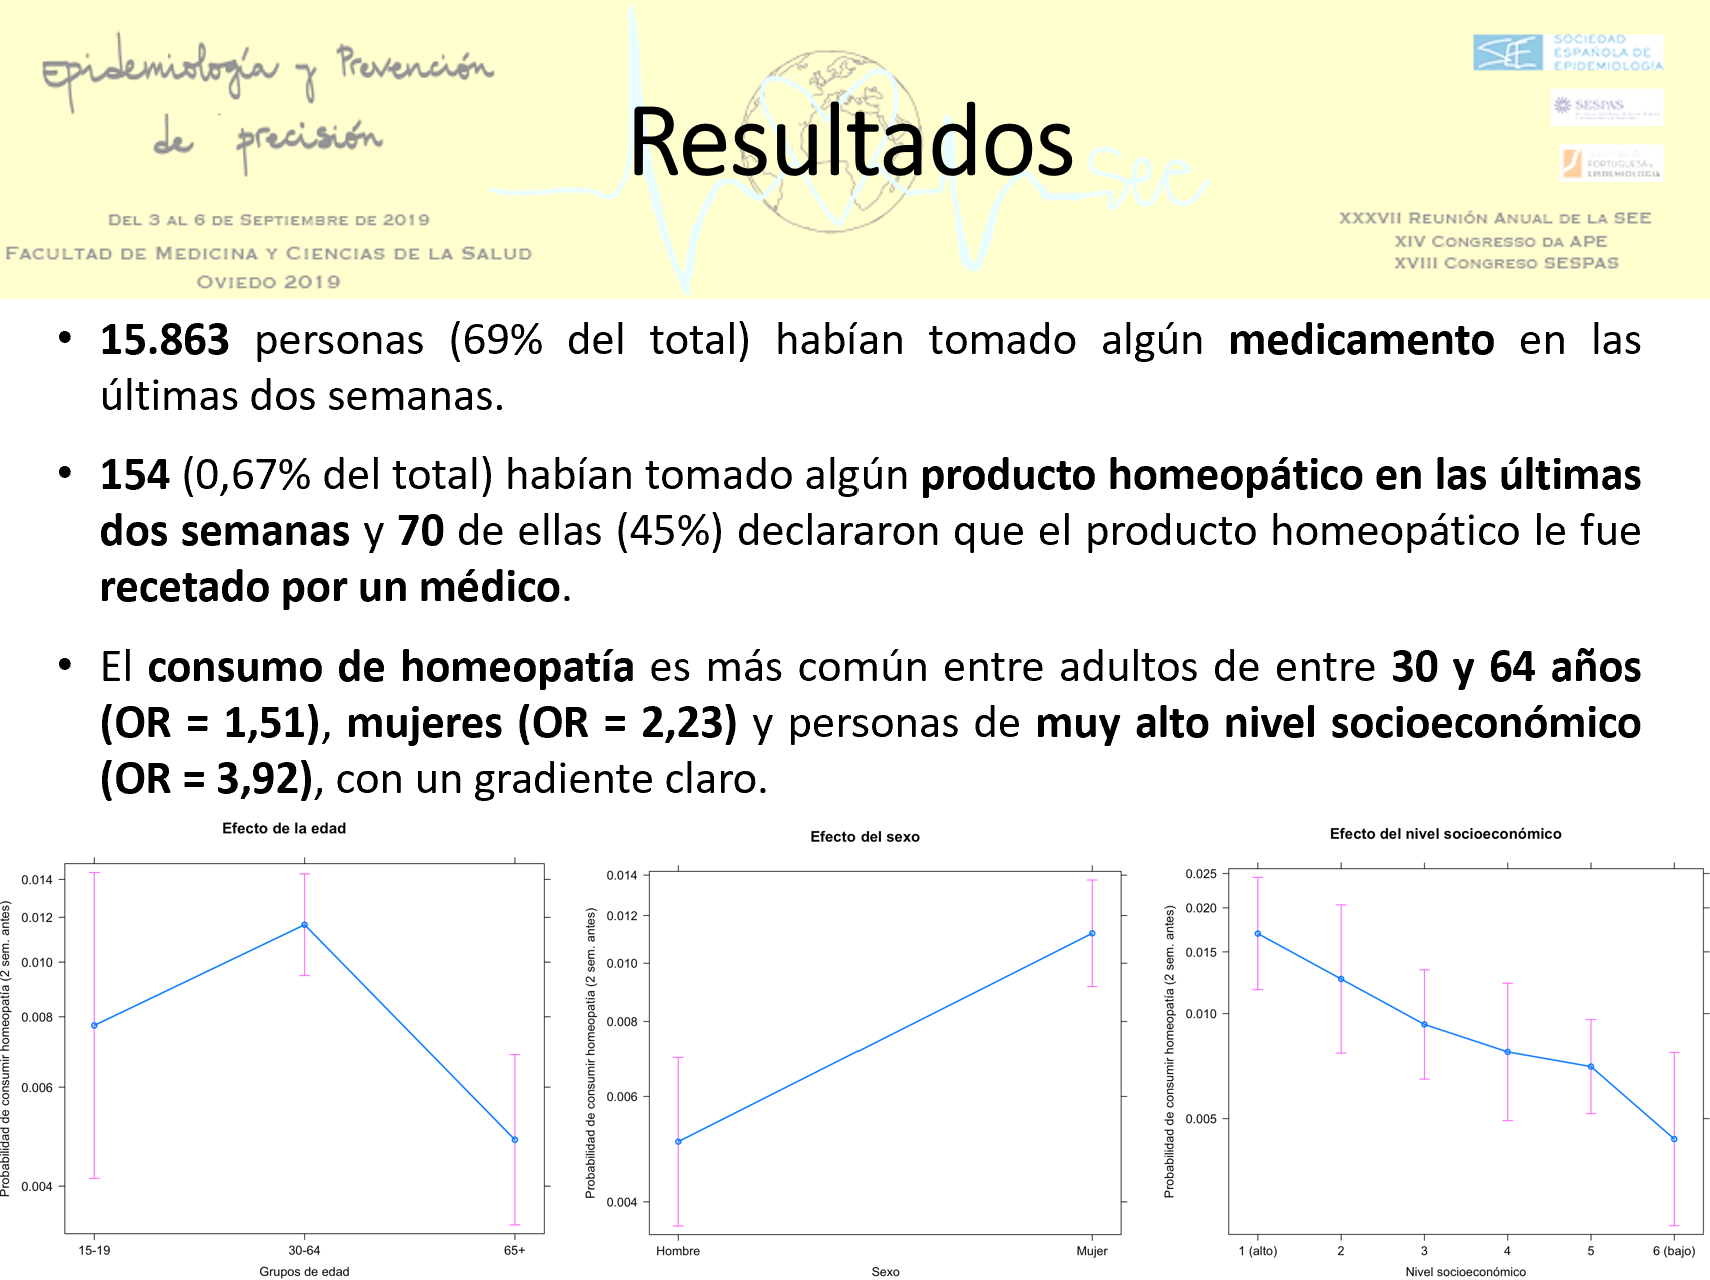 Epidemiología y Prevención
de precisión
DEL 3 AL 6 DE SEPTIEMBRE DE 2019
FACULTAD DE MEDICINA Y CIENCIAS DE LA SALUD
OVIEDO 2019
Resultados
see
SEE
SOCIEDAD
ESPAÑOLA DE
EPIDEMIOLOGÍA
SESPAS
PORTUGUESA
EPIDEMIOLOGIA
XXXVII REUNIÓN ANUAL DE LA SEE
XIV CONGRESSO DA APE
XVIII CONGRESO SESPAS
• 15.863 personas (69% del total) habían tomado algún medicamento en las
últimas dos semanas.
• 154 (0,67% del total) habían tomado algún producto homeopático en las últimas
dos semanas y 70 de ellas (45%) declararon que el producto homeopático le fue
recetado por un médico.
• El consumo de homeopatía es más común entre adultos de entre 30 y 64 años
(OR = 1,51), mujeres (OR = 2,23) y personas de muy alto nivel socioeconómico
(OR = 3,92), con un gradiente claro.
Efecto de la edad
Probabilidad de consumir homeopatía (2 sem. antes)
0.014
0.012
0.010
0.008
0.006
0.004
15-19
30-64
65+
Grupos de edad
Efecto del sexo
Probabilidad de consumir homeopatía (2 sem. antes)
0.014
0.012
0.010
0.008
0.006
0.004
Hombre
Mujer
Sexo
Efecto del nivel socioeconómico
Probabilidad de consumir homeopatía (2 sem. antes)
0.025
0.020
0.015
0.010
0.005
1 (alto)
2
3
4
5
6 (bajo)
Nivel socioeconómico